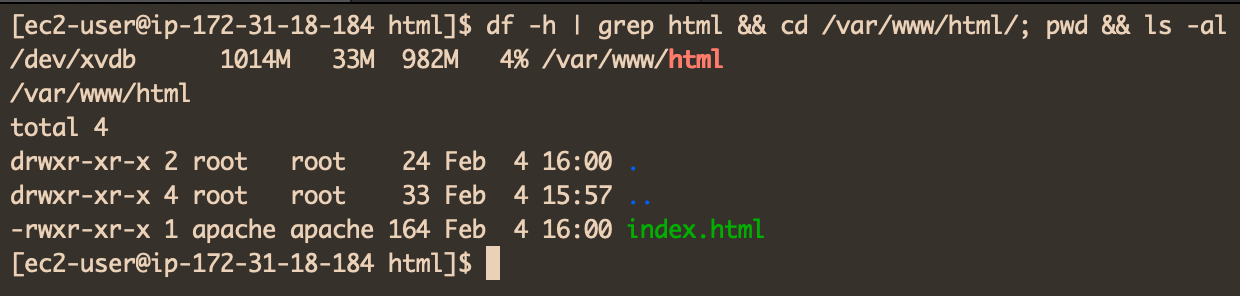 [ec2-user@ip-172-31-18-184 html]$ df -h | grep html && cd /var/www/html/; pwd && ls -al
/dev/xvdb      1014M   33M  982M   4% /var/www/html
/var/www/html
total 4
drwxr-xr-x 2 root   root    24 Feb  4 16:00 .
drwxr-xr-x 4 root   root    33 Feb  4 15:57 ..
-rwxr-xr-x 1 apache apache 164 Feb  4 16:00 index.html
[ec2-user@ip-172-31-18-184 html]$